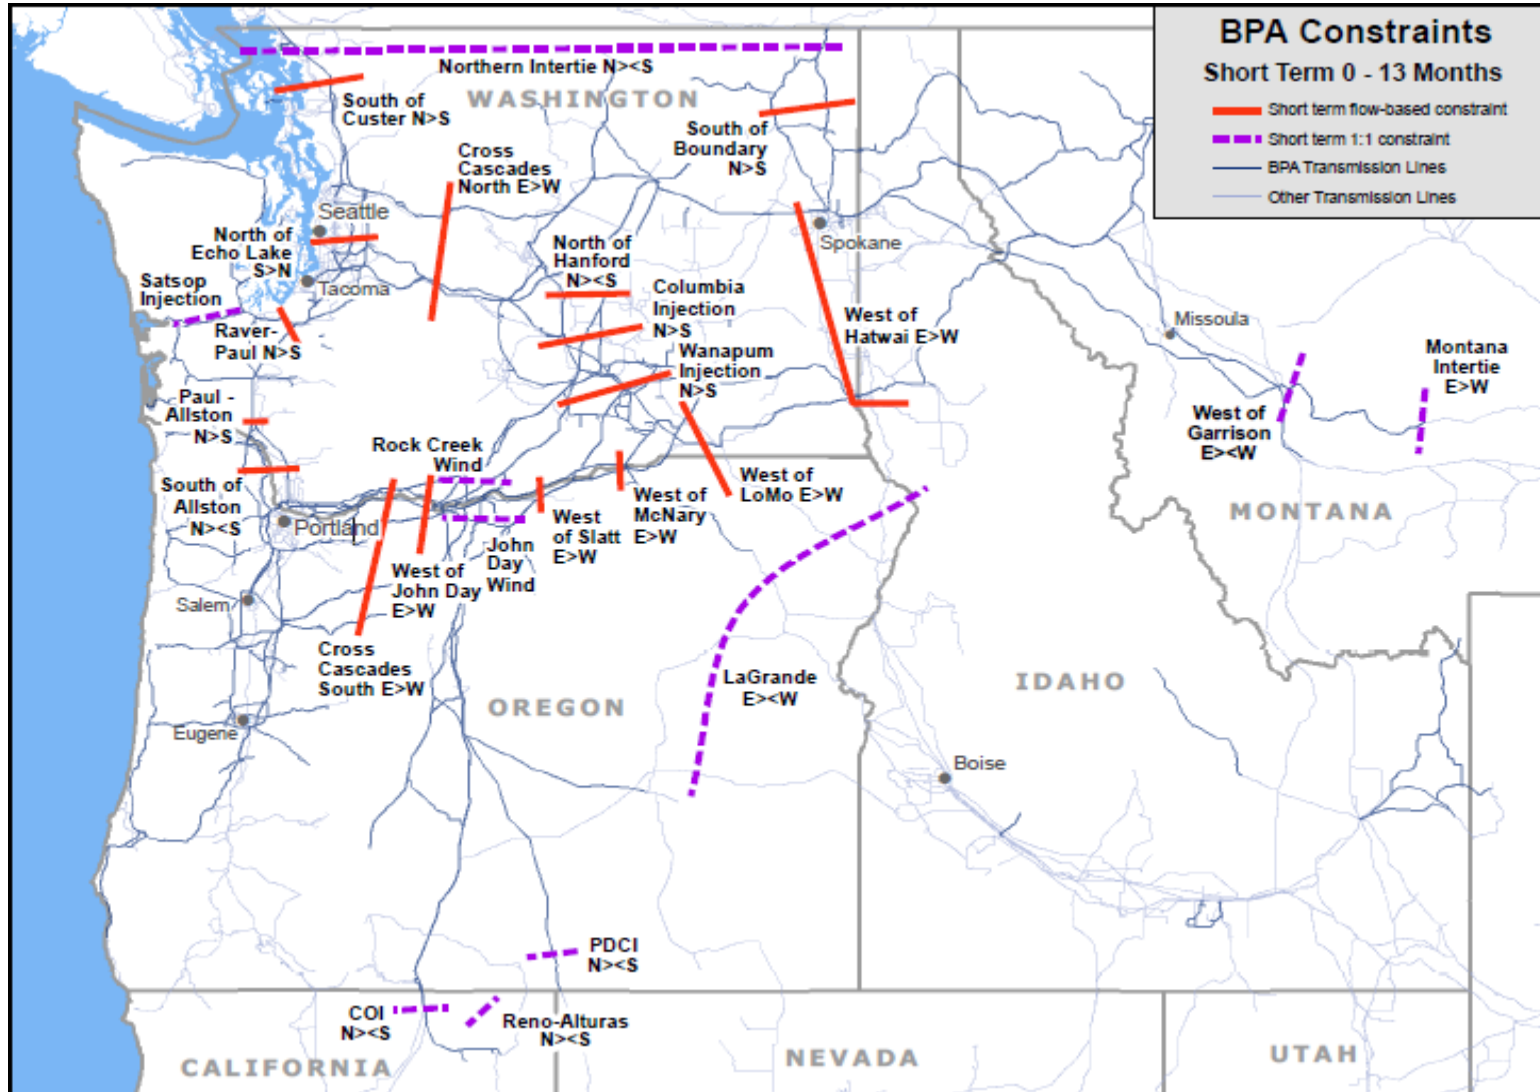 BPA Constraints
Short Term 0 - 13 Months
Short term flow-based constraint
Short term 1:1 constraint
BPA Transmission Lines
Other Transmission Lines
Northern Intertie N><S
South of
Custer N>S
WASHINGTON
South of
Boundary
N>S
Cross
Cascades
North E>W
Seattle
North of
Echo Lake
S>N
Spokane
North of
Hanford
N><S
Satsop
Injection
Tacoma
Columbia
Injection
N>S
West of
Hatwai E>W
Missoula
Raver-
Paul N>S
Wanapum
Injection
N>S
Montana
Intertie
E>W
Paul -
Allston
N>S
West of
Garrison
E><W
Rock Creek
Wind
South of
Allston
N><S
West of
LoMo E>W
West of
McNary
E>W
MONTANA
Portland
West
of Slatt
E>W
John
Day
Wind
West of
John Day
E>W
Salem
Cross
Cascades
South E>W
LaGrande
E><W
IDAHO
OREGON
Eugene
Boise
PDCI
N><S
COI
N><S
Reno-Alturas
N><S
CALIFORNIA
NEVADA
UTAH